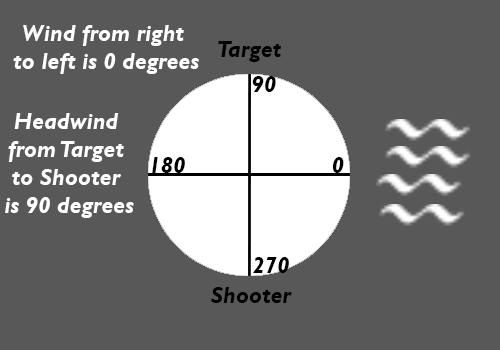 Wind from right
to left is 0 degrees
Target
90
Headwind
from Target
to Shooter
is 90 degrees
180
0
270
Shooter